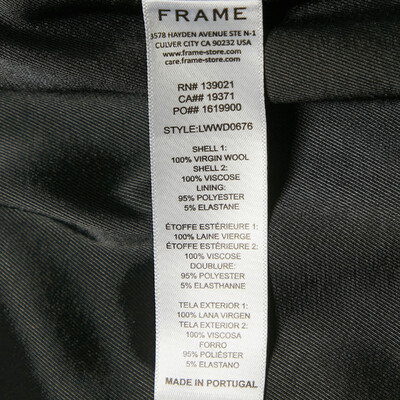 FRAME
3578 HAYDEN AVENUE STE N-1
CULVER CITY CA 90232 USA
www.frame-store.com
care.frame-store.com
RN# 139021
CA## 19371
PO## 1619900
STYLE:LWWD0676
SHELL 1:
100% VIRGIN WOOL
SHELL 2:
100% VISCOSE
LINING:
95% POLYESTER
5% ELASTANE
ÉTOFFE ESTÉRIEURE 1:
100% LAINE VIERGE
ÉTOFFE ESTÉRIEURE 2:
100% VISCOSE
DOUBLURE:
95% POLYESTER
5% ELASTHANNE
TELA EXTERIOR 1:
100% LANA VIRGEN
TELA EXTERIOR 2:
100% VISCOSA
FORRO
95% POLIÉSTER
5% ELASTANO
MADE IN PORTUGAL